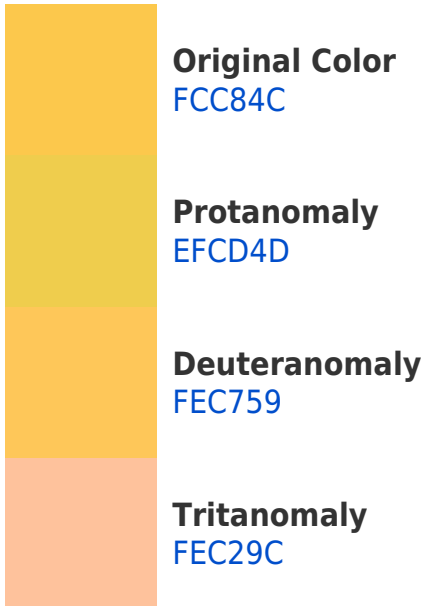 Original Color
FCC84C
Protanomaly
EFCD4D
Deuteranomaly
FEC759
Tritanomaly
FEC29C